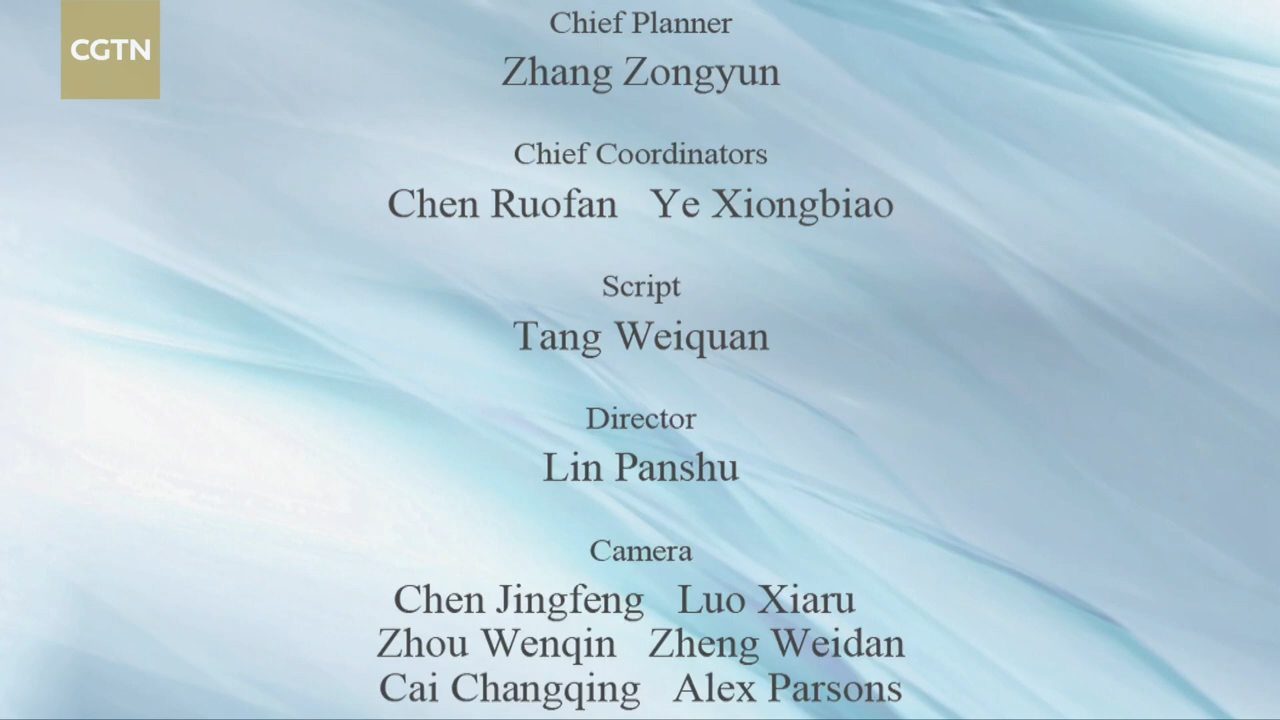 CGTN
Chief Planner
Zhang Zongyun
Chief Coordinators
Chen Ruofan Ye Xiongbiao
Script
Tang Weiquan
Director
Lin Panshu
Camera
Chen Jingfeng Luo Xiaru
Zhou Wenqin Zheng Weidan
Cai Changqing Alex Parsons